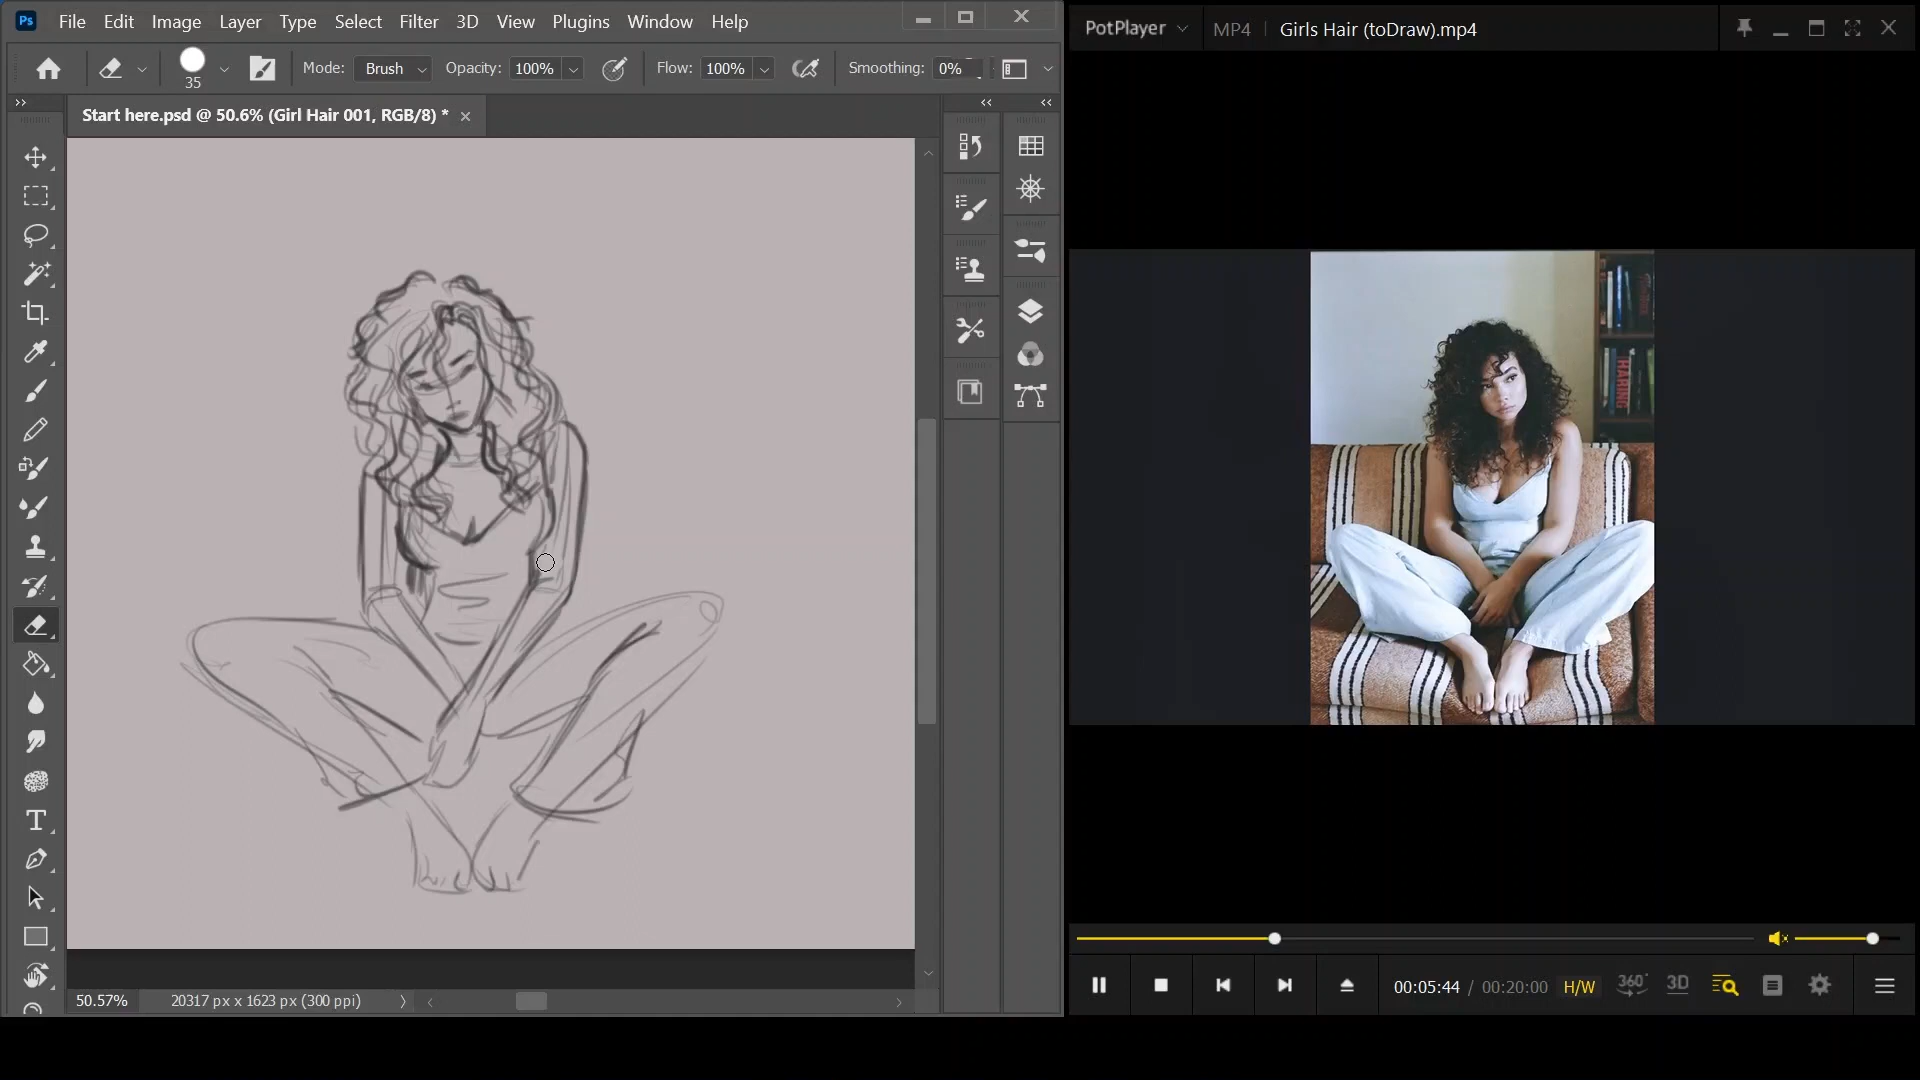 Ps File Edit Image Layer Type Select Filter 3D View Plugins Window Help
35 Mode: Brush Opacity: 100% Flow: 100% Smoothing: 0%
Start here.psd @ 50.6% (Girl Hair 001, RGB/8) *
50.57% 20317 px x 1623 px (300 ppi)
PotPlayer MP4 Girls Hair (toDraw).mp4
HARING
00:05:44 / 00:20:00 H/W 360° 3D